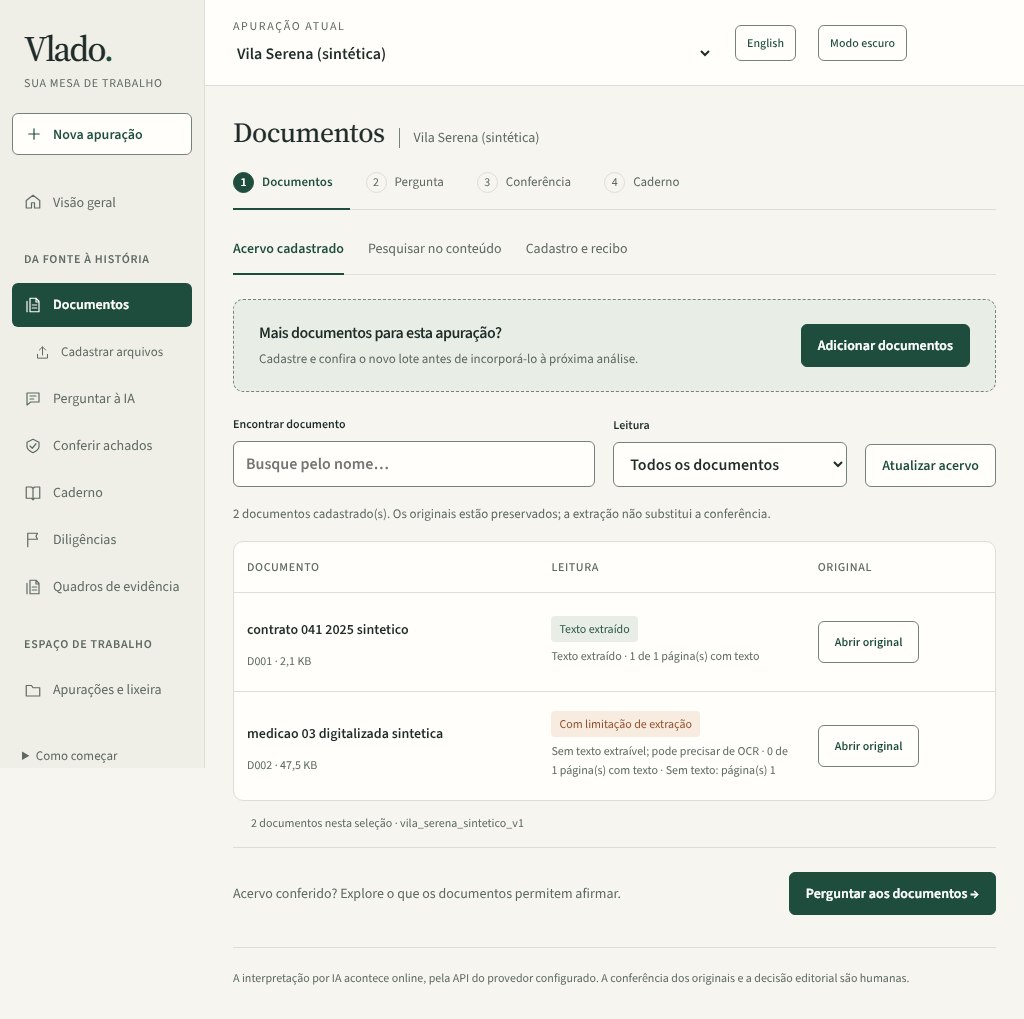 Vlado.
SUA MESA DE TRABALHO
Nova apuração
Visão geral
DA FONTE À HISTÓRIA
Documentos
Cadastrar arquivos
Perguntar à IA
Conferir achados
Caderno
Diligências
Quadros de evidência
ESPAÇO DE TRABALHO
Apurações e lixeira
Como começar
APURAÇÃO ATUAL
Vila Serena (sintética)
English
Modo escuro
Documentos
Vila Serena (sintética)
1 Documentos
2 Pergunta
3 Conferência
4 Caderno
Acervo cadastrado
Pesquisar no conteúdo
Cadastro e recibo
Mais documentos para esta apuração?
Cadastre e confira o novo lote antes de incorporá-lo à próxima análise.
Adicionar documentos
Encontrar documento
Busque pelo nome…
Leitura
Todos os documentos
Atualizar acervo
2 documentos cadastrado(s). Os originais estão preservados; a extração não substitui a conferência.
DOCUMENTO
LEITURA
ORIGINAL
contrato 041 2025 sintetico
D001 · 2,1 KB
Texto extraído
Texto extraído · 1 de 1 página(s) com texto
Abrir original
medicao 03 digitalizada sintetica
D002 · 47,5 KB
Com limitação de extração
Sem texto extraível; pode precisar de OCR · 0 de
1 página(s) com texto · Sem texto: página(s) 1
Abrir original
2 documentos nesta seleção · vila_serena_sintetico_v1
Acervo conferido? Explore o que os documentos permitem afirmar.
Perguntar aos documentos →
A interpretação por IA acontece online, pela API do provedor configurado. A conferência dos originais e a decisão editorial são humanas.